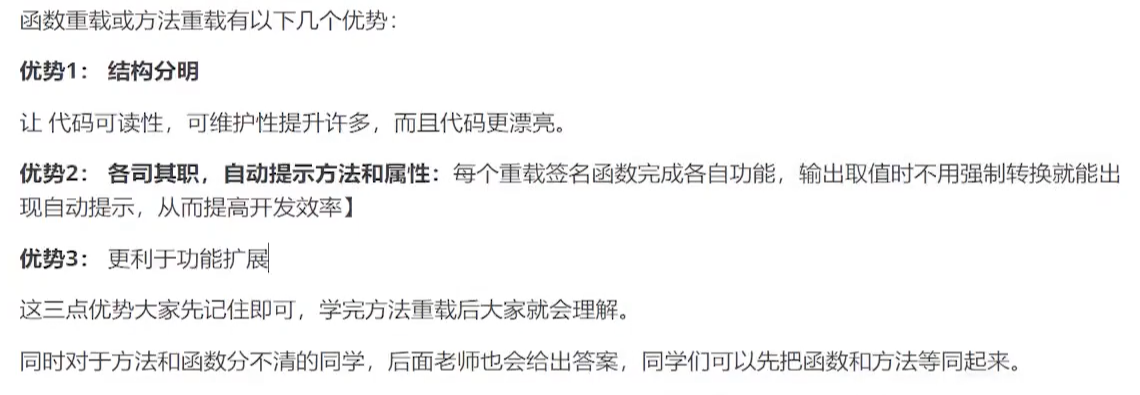 函数重载或方法重载有以下几个优势：
优势1： 结构分明
让 代码可读性，可维护性提升许多，而且代码更漂亮。
优势2： 各司其职，自动提示方法和属性：每个重载签名函数完成各自功能，输出取值时不用强制转换就能出
现自动提示，从而提高开发效率】
优势3： 更利于功能扩展
这三点优势大家先记住即可，学完方法重载后大家就会理解。
同时对于方法和函数分不清的同学，后面老师也会给出答案，同学们可以先把函数和方法等同起来。